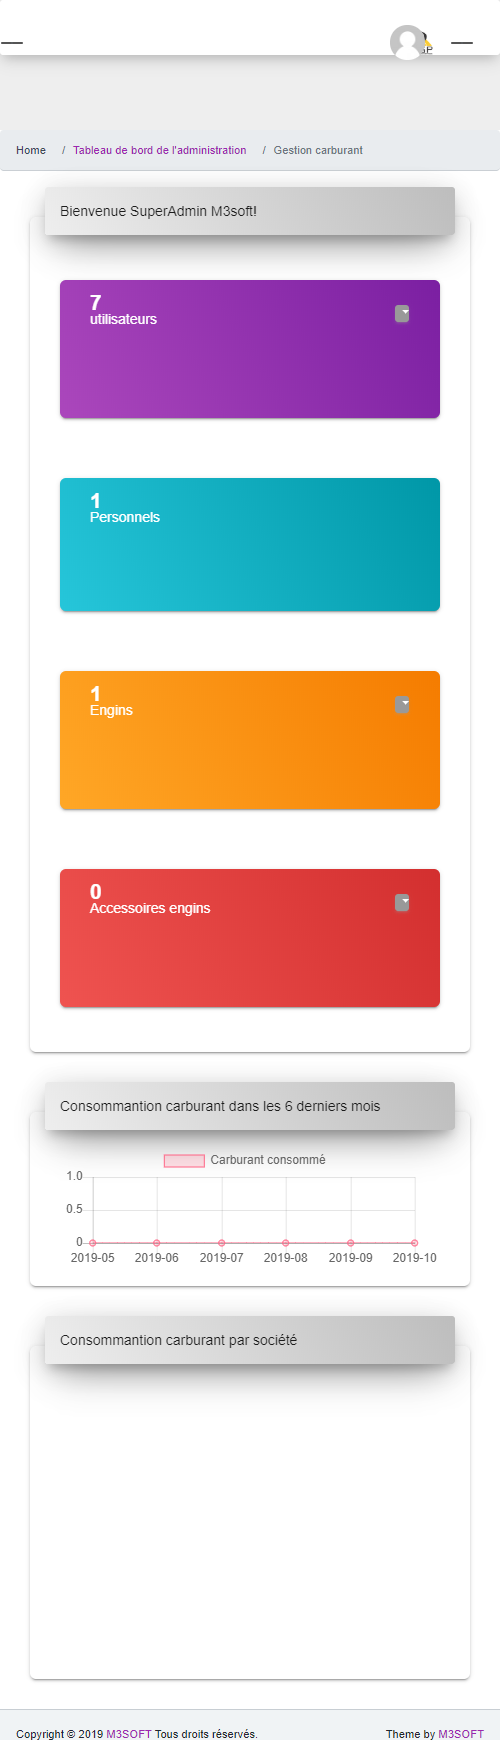 Home / Tableau de bord de l'administration / Gestion carburant
Bienvenue SuperAdmin M3soft!
7
utilisateurs
1
Personnels
1
Engins
0
Accessoires engins
Consommantion carburant dans les 6 derniers mois
Carburant consommé
1.0
0.5
0
2019-05 2019-06 2019-07 2019-08 2019-09 2019-10
Consommantion carburant par société
Copyright © 2019 M3SOFT Tous droits réservés. Theme by M3SOFT